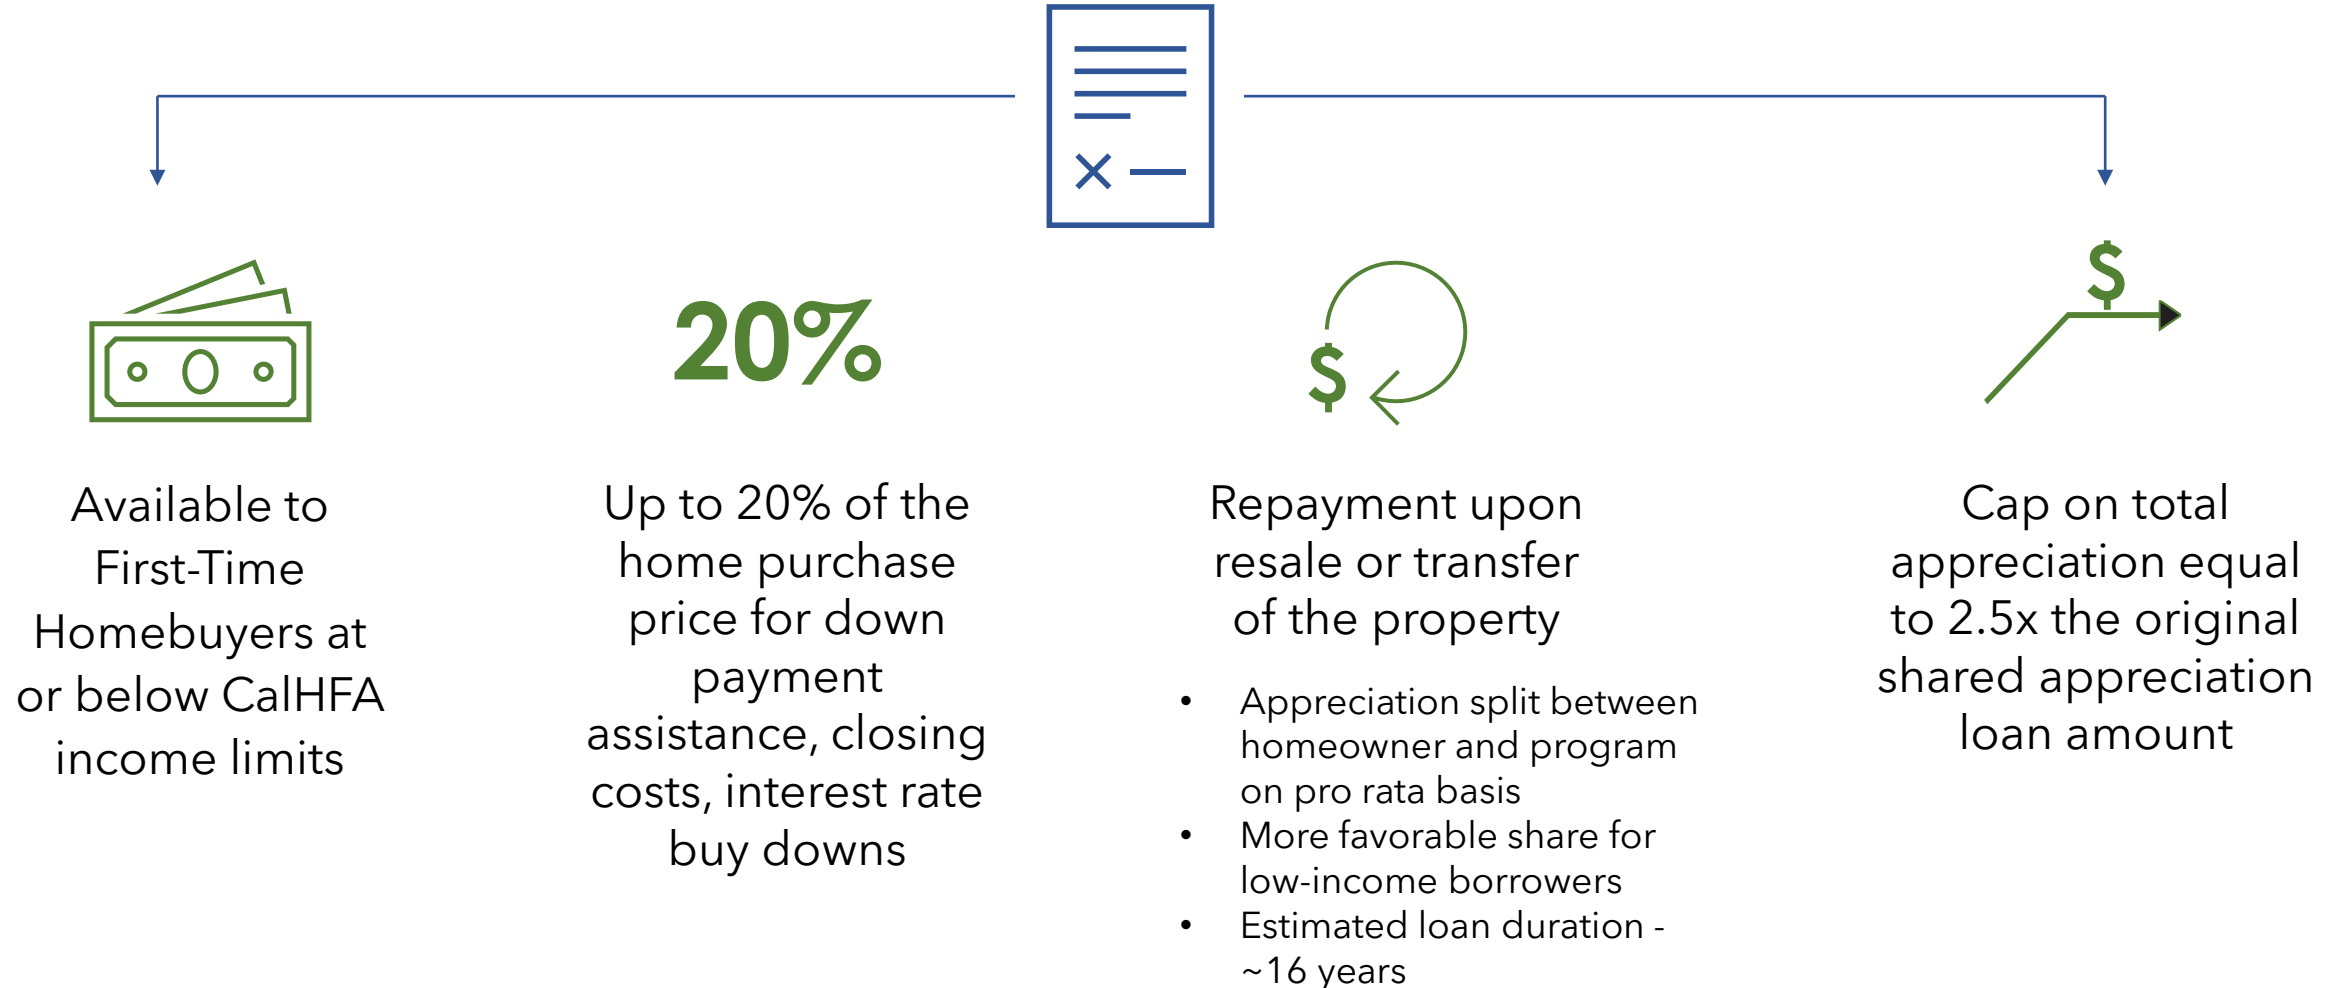 Available to
First-Time
Homebuyers at
or below CalHFA
income limits
20%
Up to 20% of the
home purchase
price for down
payment
assistance, closing
costs, interest rate
buy downs
$
Repayment upon
resale or transfer
of the property
• Appreciation split between
homeowner and program
on pro rata basis
• More favorable share for
low-income borrowers
• Estimated loan duration -
~16 years
$
Cap on total
appreciation equal
to 2.5x the original
shared appreciation
loan amount